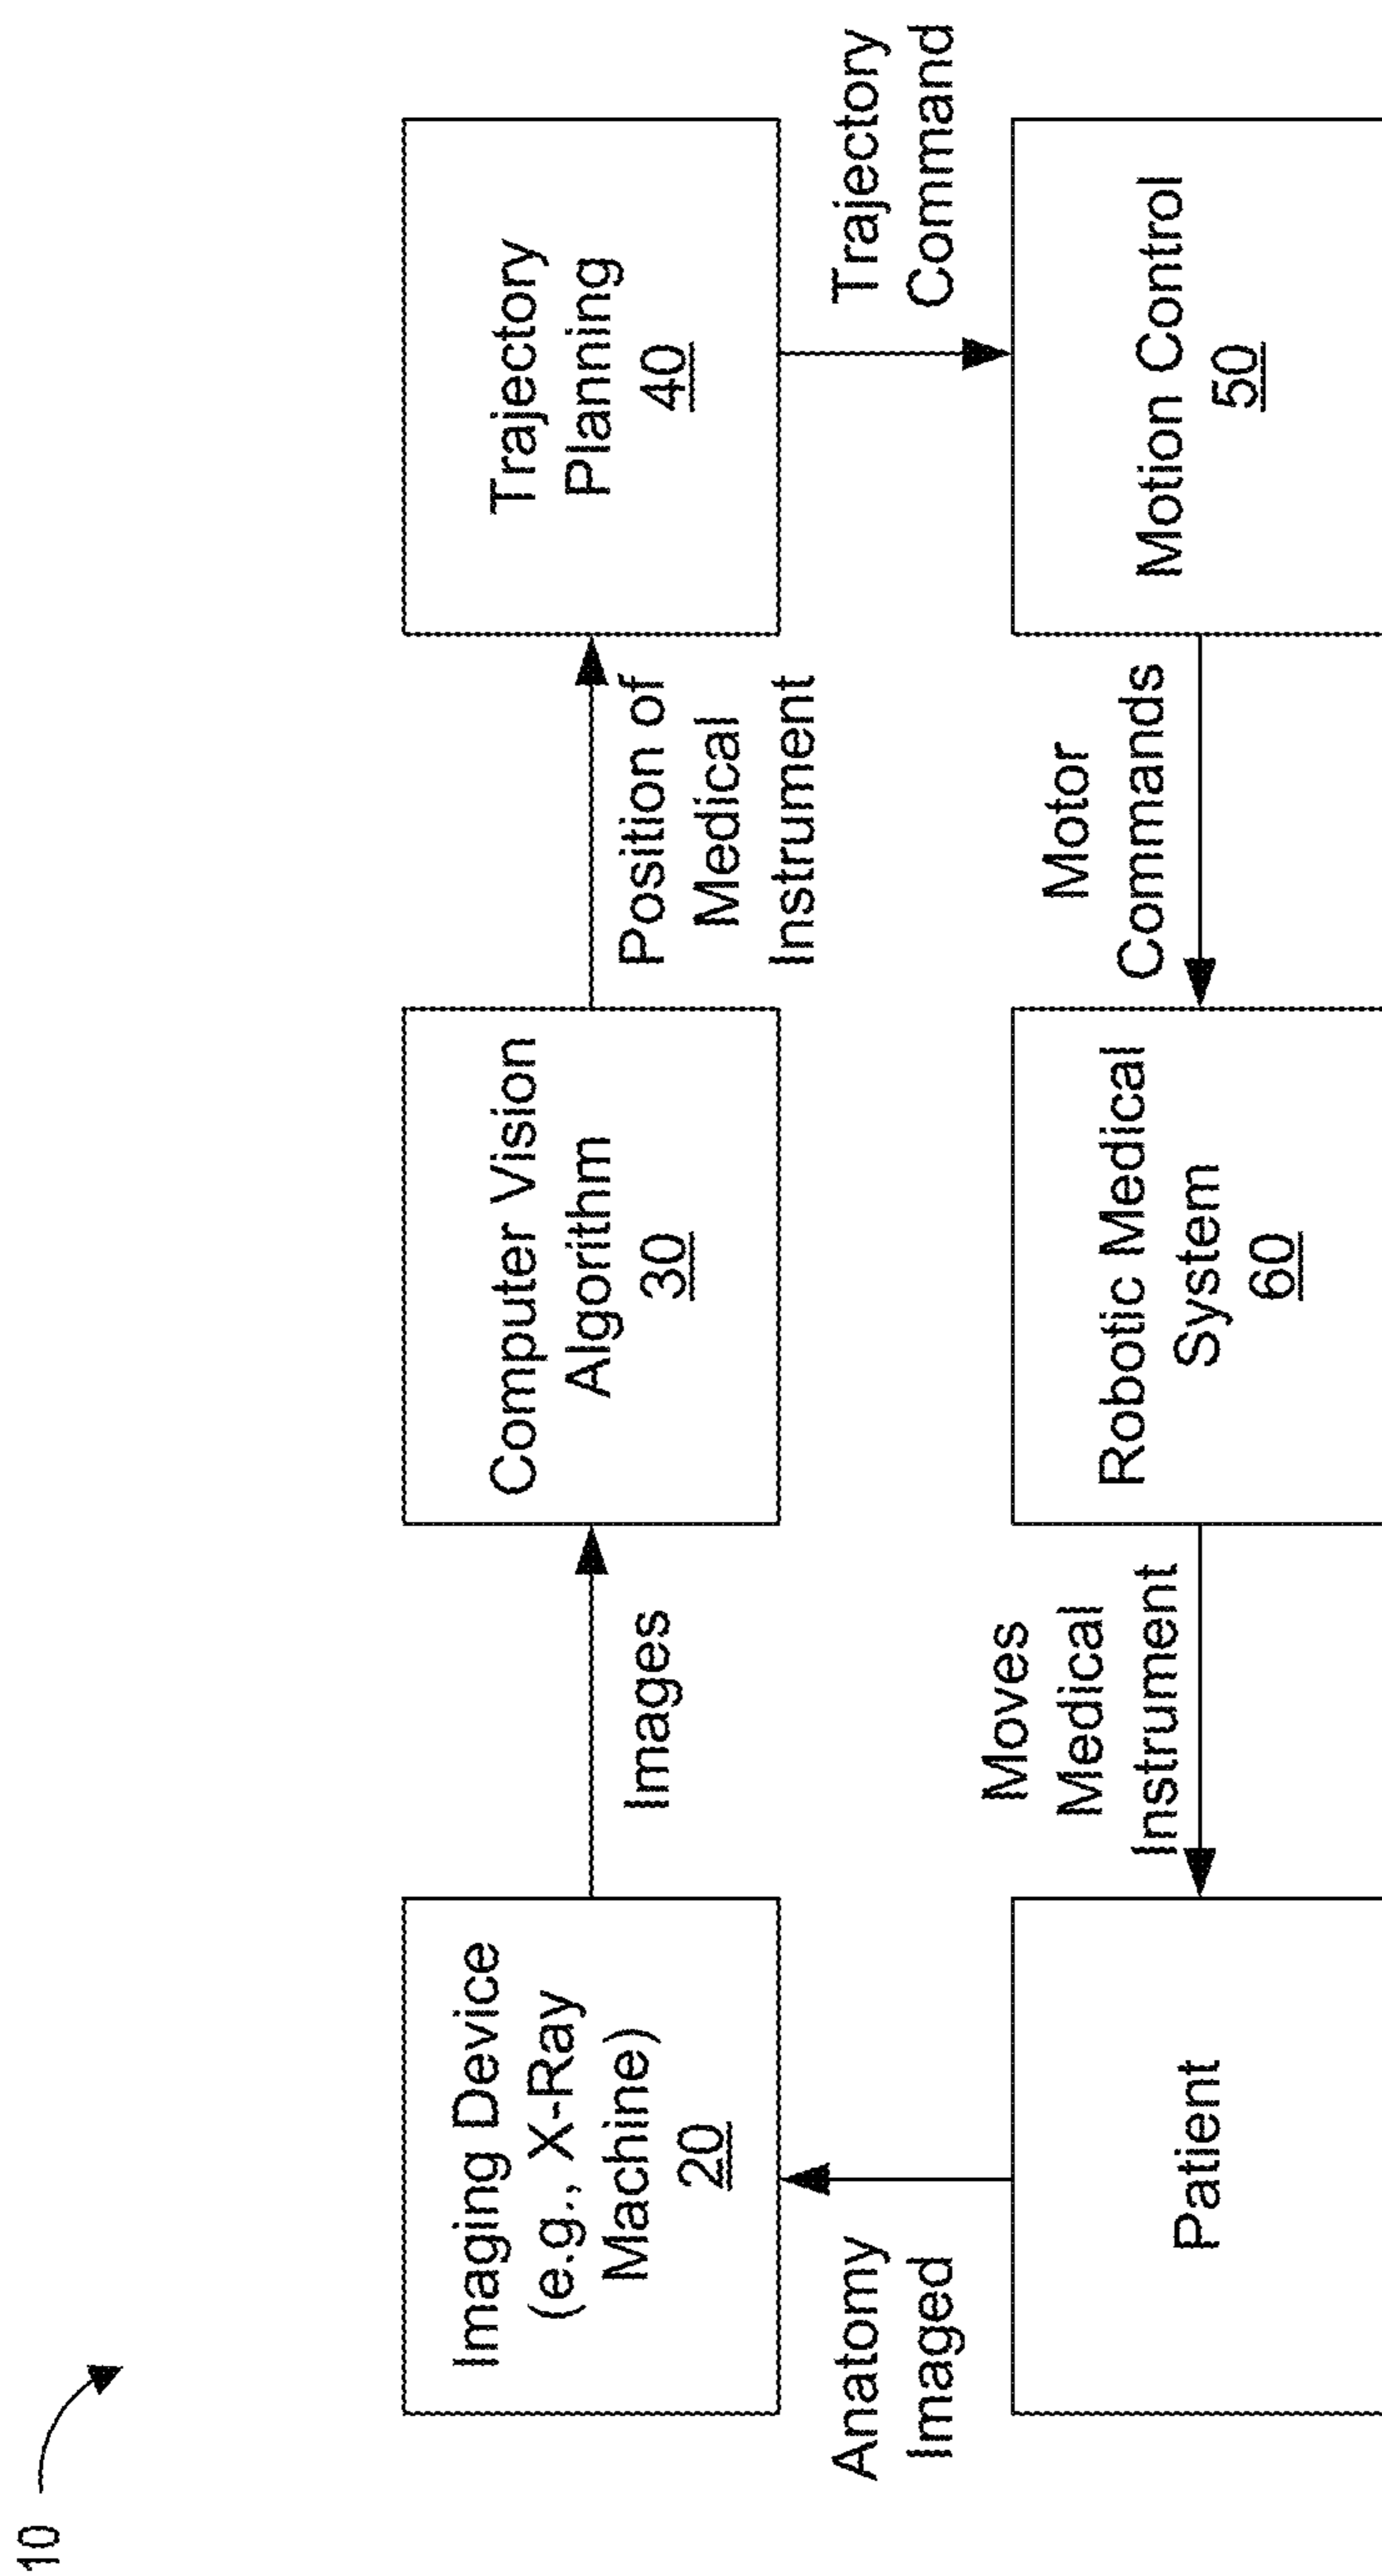 10
Imaging Device
(e.g., X-Ray
Machine)
20
Images
Computer Vision
Algorithm
30
Position of
Medical
Instrument
Trajectory
Planning
40
Trajectory
Command
Motion Control
50
Motor
Commands
Robotic Medical
System
60
Moves
Medical
Instrument
Patient
Anatomy
Imaged